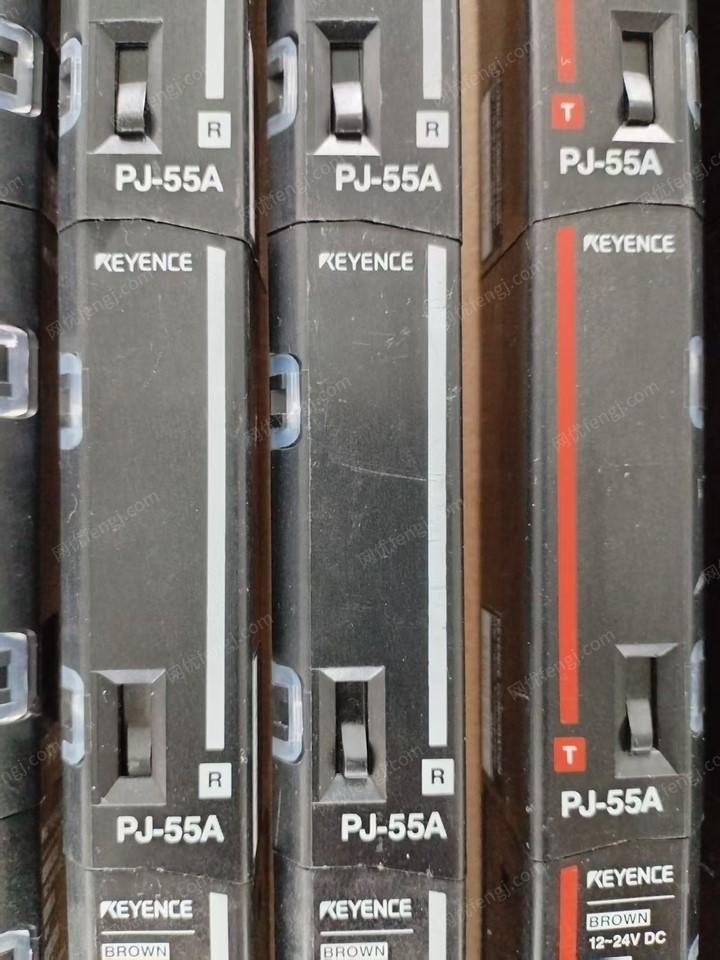 R
R
T
PJ-55A
PJ-55A
PJ-55A
KEYENCE
KEYENCE
KEYENCE
R
R
T
PJ-55A
PJ-55A
PJ-55A
KEYENCE
KEYENCE
KEYENCE
BROWN
BROWN
BROWN
12~24V DC